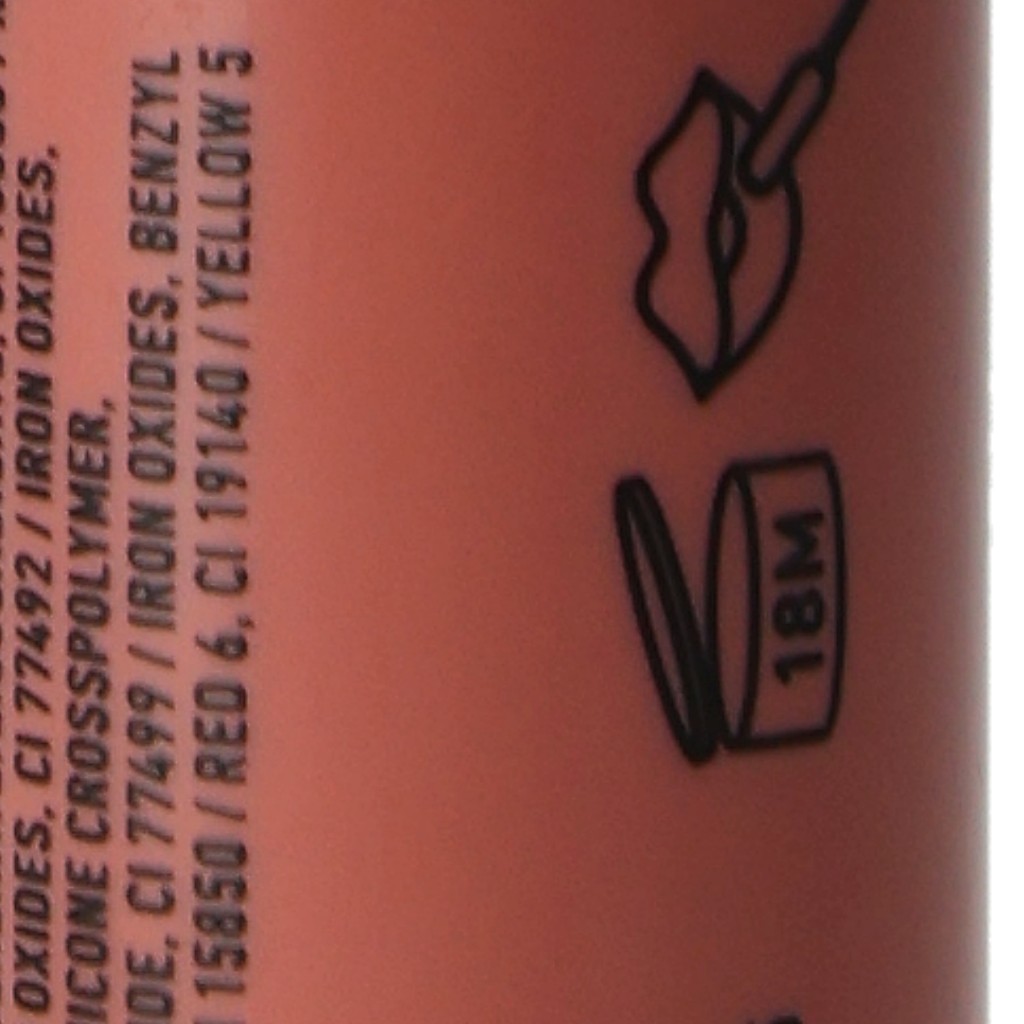 OXIDES, CI 77492 / IRON OXIDES,
ICONE CROSSPOLYMER,
IDE, CI 77499 / IRON OXIDES, BENZYL
15850 / RED 6, CI 19140 / YELLOW 5
18M